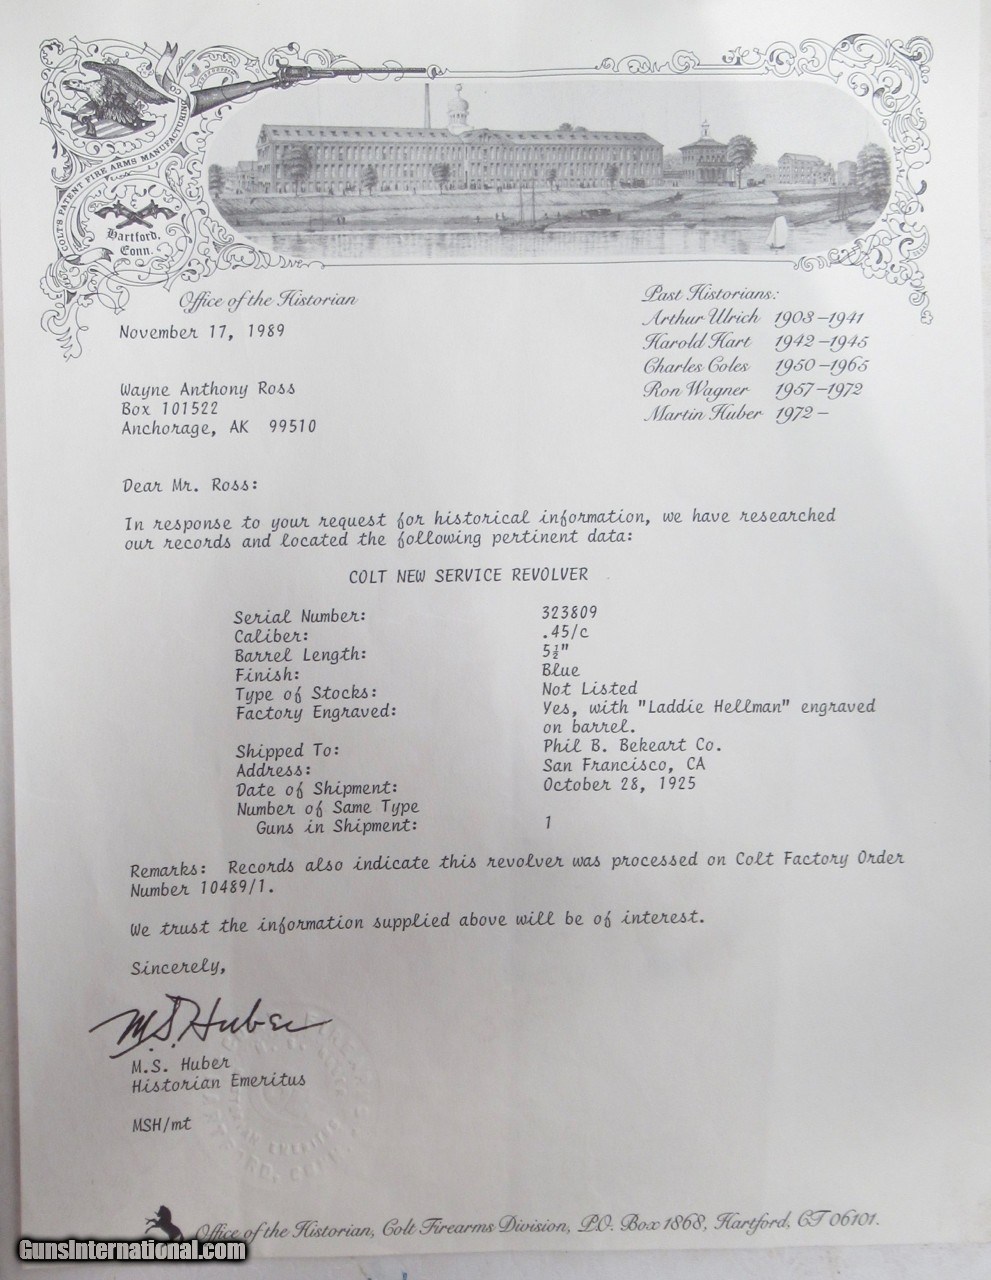 COLT'S PATENT FIRE ARMS MANUFACTURING CO
Hartford,
Conn.
Office of the Historian
November 17, 1989
Past Historians:
Arthur Ulrich 1903–1941
Harold Hart 1942–1945
Charles Coles 1950–1965
Ron Wagner 1957–1972
Martin Huber 1972–
Wayne Anthony Ross
Box 101522
Anchorage, AK 99510
Dear Mr. Ross:
In response to your request for historical information, we have researched
our records and located the following pertinent data:
COLT NEW SERVICE REVOLVER
Serial Number: 323809
Caliber: .45/c
Barrel Length: 5½"
Finish: Blue
Type of Stocks: Not Listed
Factory Engraved: Yes, with "Laddie Hellman" engraved
on barrel.
Shipped To: Phil B. Bekeart Co.
Address: San Francisco, CA
Date of Shipment: October 28, 1925
Number of Same Type
Guns in Shipment: 1
Remarks: Records also indicate this revolver was processed on Colt Factory Order
Number 10489/1.
We trust the information supplied above will be of interest.
Sincerely,
M.S. Huber
M.S. Huber
Historian Emeritus
MSH/mt
Office of the Historian, Colt Firearms Division, P.O. Box 1868, Hartford, CT 06101.
GunsInternational.com